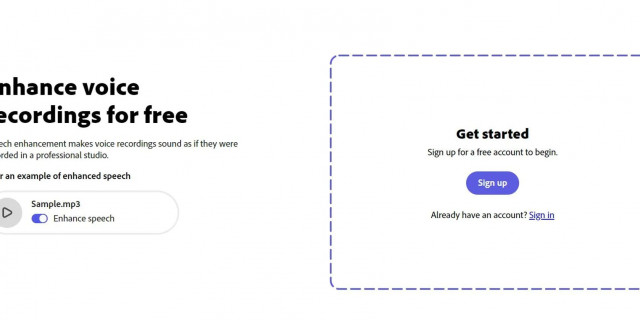 nhance voice
ecordings for free
ech enhancement makes voice recordings sound as if they were
rded in a professional studio.
r an example of enhanced speech
Sample.mp3
Enhance speech
Get started
Sign up for a free account to begin.
Sign up
Already have an account? Sign in